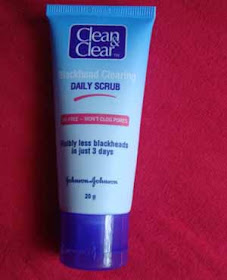 Clean &
Clear TM
Blackhead Clearing
DAILY SCRUB
OIL-FREE - WON'T CLOG PORES
Visibly less blackheads
in just 3 days
Johnson & Johnson
20 g